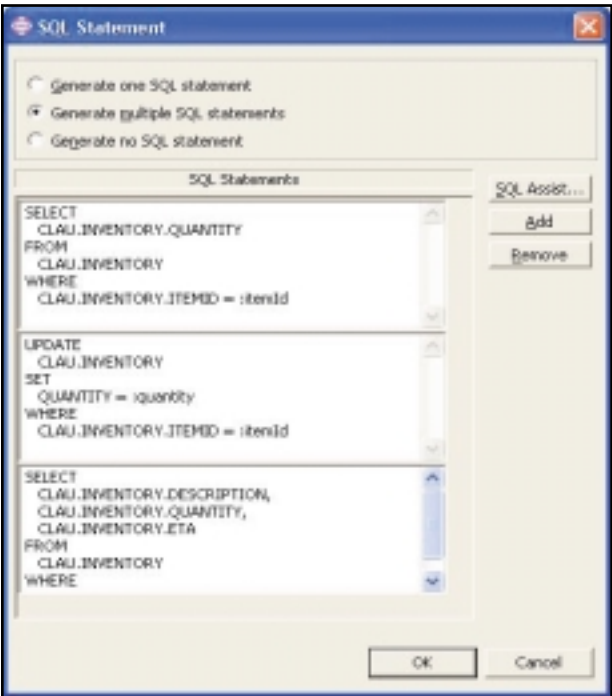 SQL Statement
Generate one SQL statement
Generate multiple SQL statements
Generate no SQL statement
SQL Statements
SELECT
CLAU.INVENTORY.QUANTITY
FROM
CLAU.INVENTORY
WHERE
CLAU.INVENTORY.ITEMID = :itemId
UPDATE
CLAU.INVENTORY
SET
QUANTITY = :quantity
WHERE
CLAU.INVENTORY.ITEMID = :itemId
SELECT
CLAU.INVENTORY.DESCRIPTION,
CLAU.INVENTORY.QUANTITY,
CLAU.INVENTORY.ETA
FROM
CLAU.INVENTORY
WHERE
SQL Assist...
Add
Remove
OK
Cancel